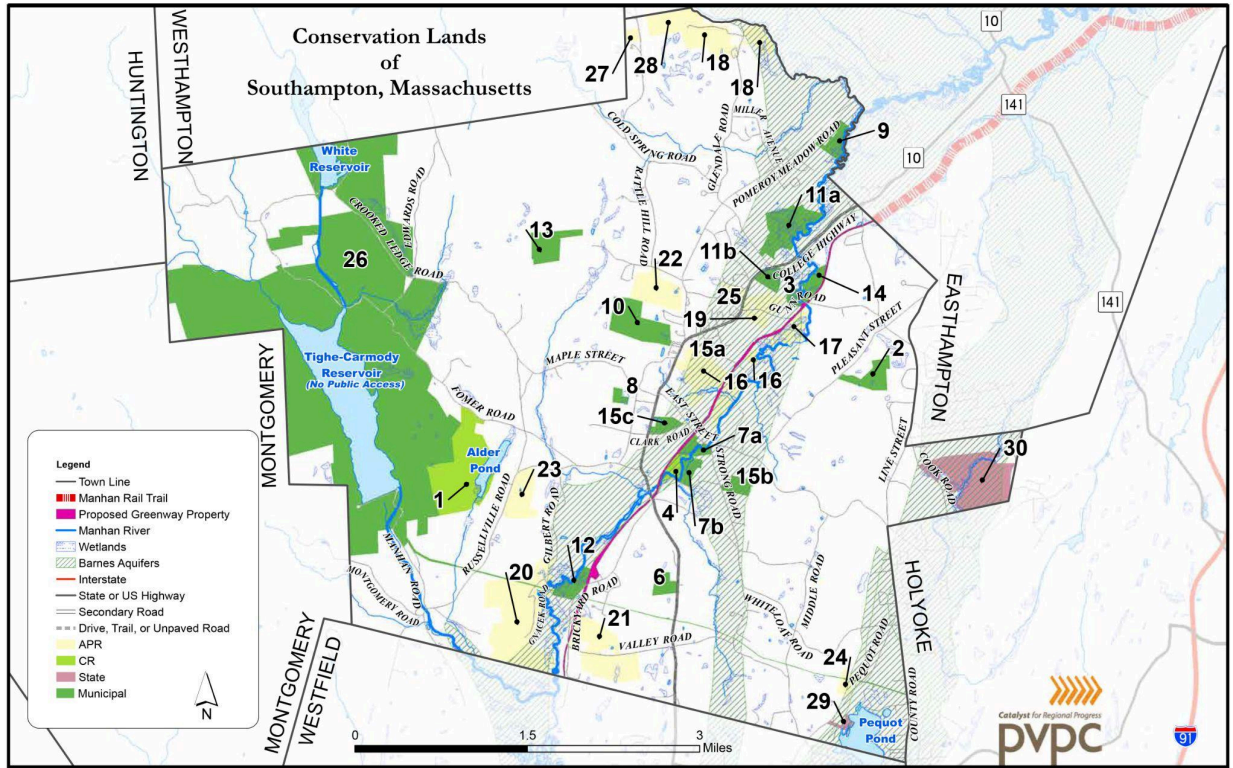 Conservation Lands
of
Southampton, Massachusetts
WESTHAMPTON
HUNTINGTON
10
141
10
141
27
28
18
18
9
COLD SPRING ROAD
GLENDALE ROAD
MILLER AVENUE
POMEROY MEADOW ROAD
RATTLE HILL ROAD
White
Reservoir
CROOKED LEDGE ROAD
EDWARDS ROAD
26
13
11a
22
11b
COLLEGE HIGHWAY
3
14
25
GUNN ROAD
10
19
17
PLEASANT STREET
EASTHAMPTON
MAPLE STREET
15a
16
16
2
Tighe-Carmody
Reservoir
(No Public Access)
MONTGOMERY
FOMER ROAD
8
EAST STREET
15c
CLARK ROAD
7a
LINE STREET
STRONG ROAD
15b
COOK ROAD
30
Alder
Pond
1
23
RUSSELLVILLE ROAD
GILBERT ROAD
4
7b
12
MANHAN ROAD
MONTGOMERY ROAD
20
GNACEK ROAD
BRICKYARD ROAD
6
21
VALLEY ROAD
WHITE LOAF ROAD
MIDDLE ROAD
HOLYOKE
24
PEQUOT ROAD
29
COUNTY ROAD
Pequot
Pond
MONTGOMERY
WESTFIELD
Legend
Town Line
Manhan Rail Trail
Proposed Greenway Property
Manhan River
Wetlands
Barnes Aquifers
Interstate
State or US Highway
Secondary Road
Drive, Trail, or Unpaved Road
APR
CR
State
Municipal
N
0
1.5
3
Miles
Catalyst for Regional Progress
pvpc
91